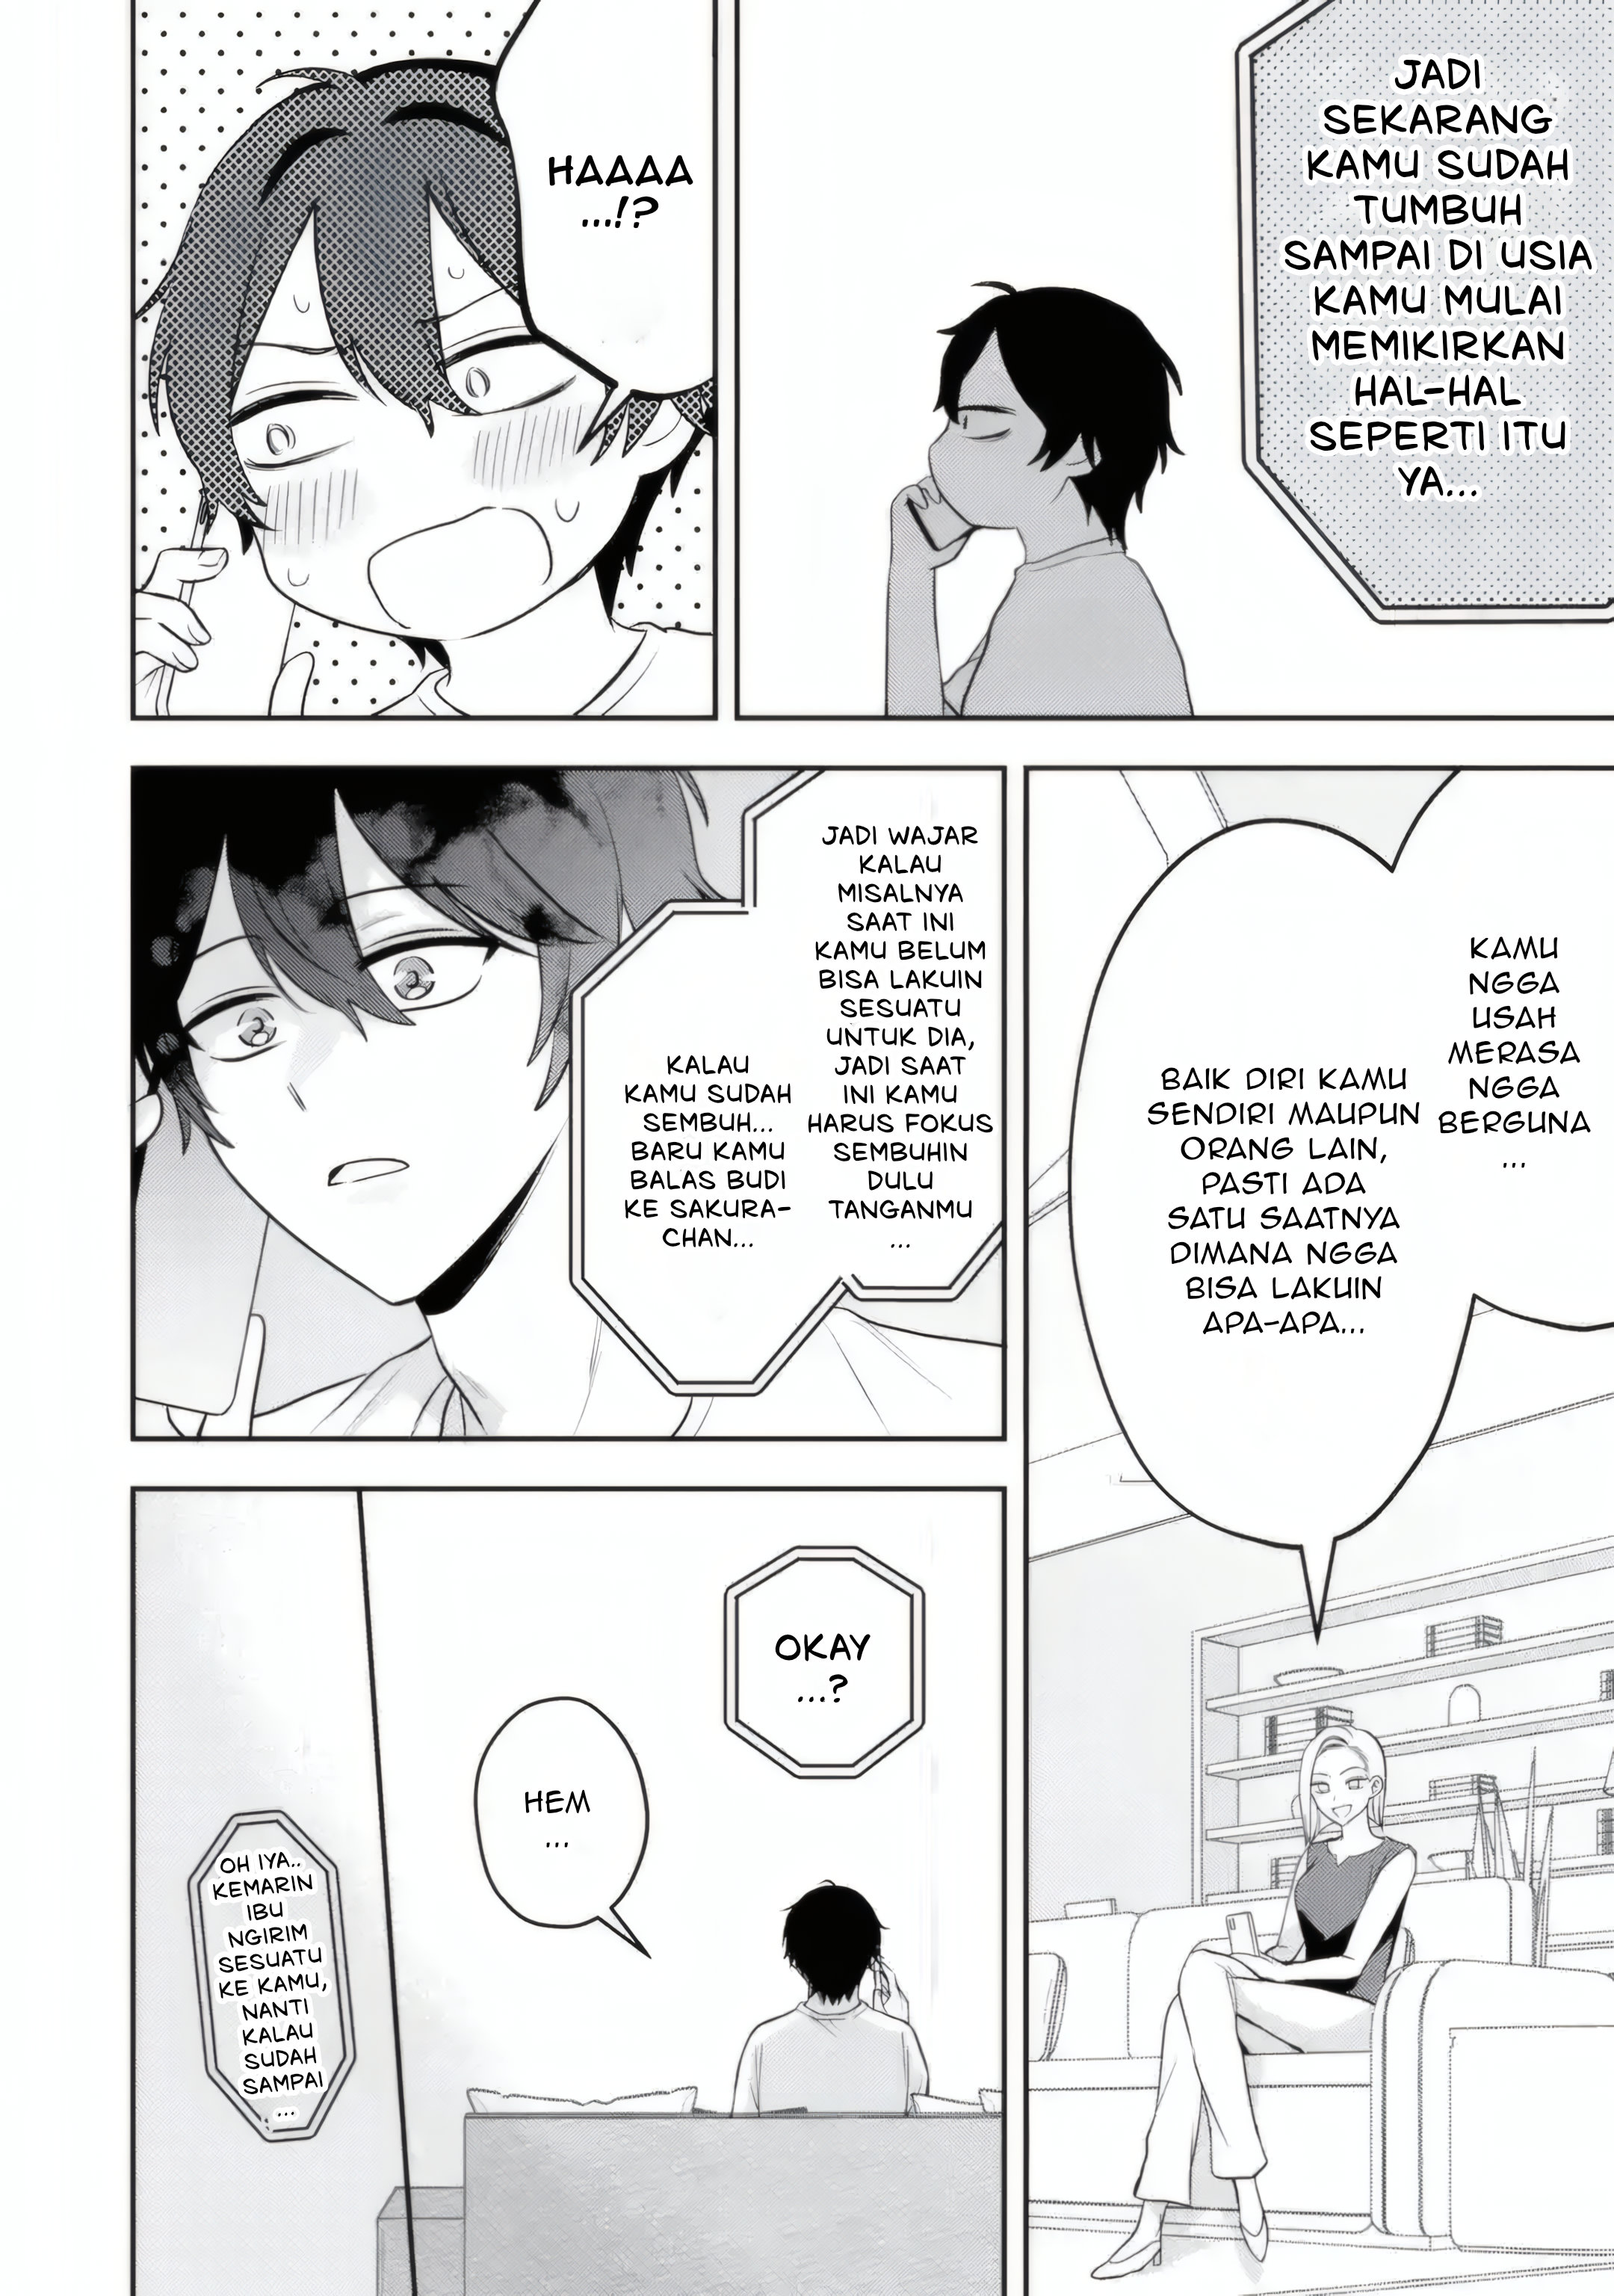 JADI
SEKARANG
KAMU SUDAH
TUMBUH
SAMPAI DI USIA
KAMU MULAI
MEMIKIRKAN
HAL-HAL
SEPERTI ITU
YA...
HAAAA
...!?
KAMU
NGGA
USAH
MERASA
NGGA
BERGUNA
...
BAIK DIRI KAMU
SENDIRI MAUPUN
ORANG LAIN,
PASTI ADA
SATU SAATNYA
DIMANA NGGA
BISA LAKUIN
APA-APA...
JADI WAJAR
KALAU
MISALNYA
SAAT INI
KAMU BELUM
BISA LAKUIN
SESUATU
UNTUK DIA,
JADI SAAT
INI KAMU
HARUS FOKUS
SEMBUHIN
DULU
TANGANMU
...
KALAU
KAMU SUDAH
SEMBUH...
BARU KAMU
BALAS BUDI
KE SAKURA-
CHAN...
OKAY
...?
HEM
...
OH IYA..
KEMARIN
IBU
NGIRIM
SESUATU
KE KAMU,
NANTI
KALAU
SUDAH
SAMPAI
...